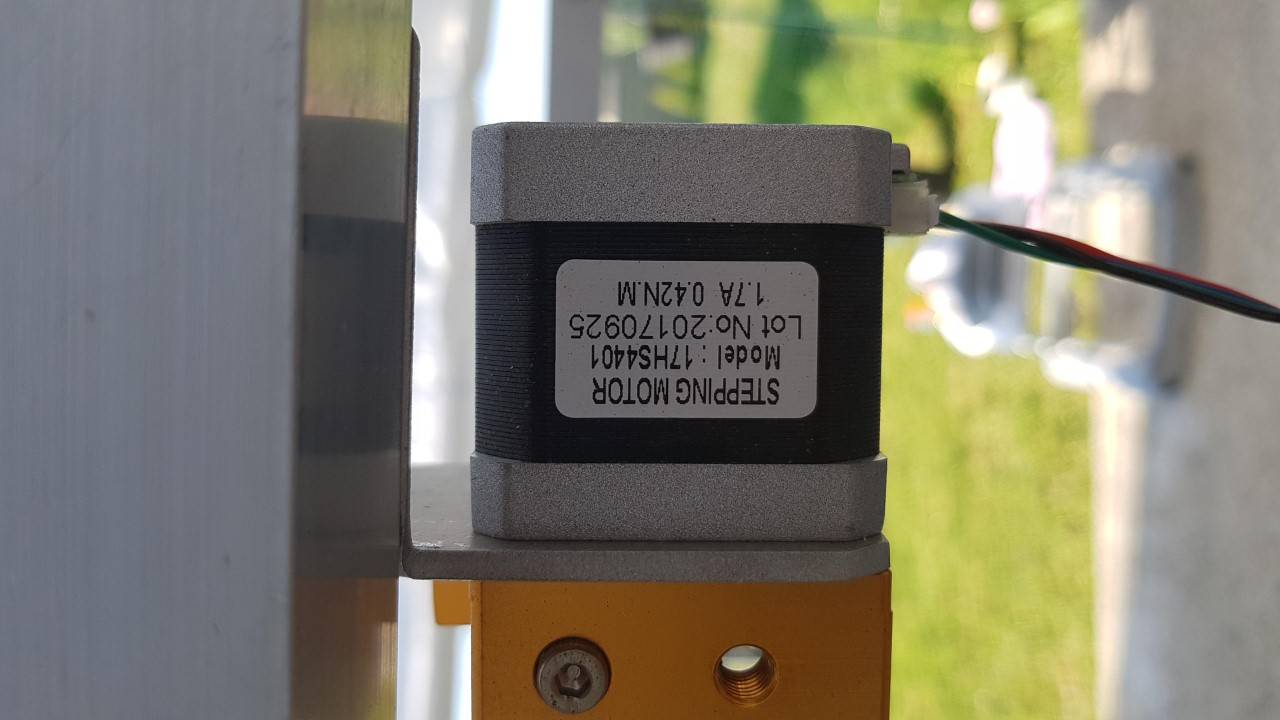 STEPPING MOTOR
Model : 17HS4401
Lot No:20170925
1.7A 0.42N.M